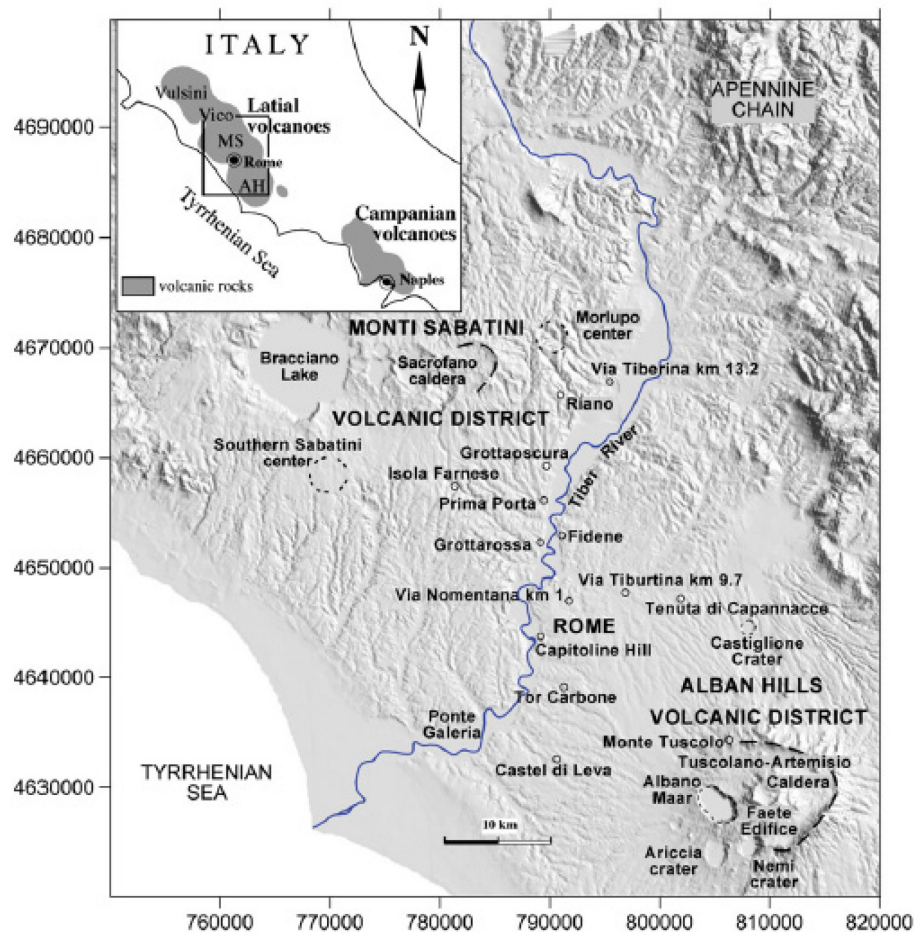 ITALY
N
Vulsini
Vico
Latial
volcanoes
MS
Rome
AH
Tyrrhenian Sea
Campanian
volcanoes
Naples
volcanic rocks
APENNINE
CHAIN
4690000
4680000
4670000
4660000
4650000
4640000
4630000
MONTI SABATINI
Morlupo
center
Bracciano
Lake
Sacrofano
caldera
Via Tiberina km 13.2
Riano
VOLCANIC DISTRICT
Southern Sabatini
center
Grottaoscura
Isola Farnese
Tiber River
Prima Porta
Grottarossa
Fidene
Via Tiburtina km 9.7
Via Nomentana km 1
Tenuta di Capannacce
ROME
Capitoline Hill
Castiglione
Crater
Tor Carbone
ALBAN HILLS
VOLCANIC DISTRICT
Ponte
Galeria
Monte Tuscolo
Tuscolano-Artemisio
Caldera
TYRRHENIAN
SEA
Castel di Leva
Albano
Maar
Faete
Edifice
10 km
Ariccia
crater
Nemi
crater
760000
770000
780000
790000
800000
810000
820000